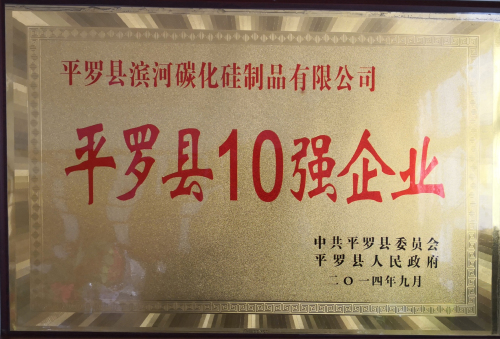 平罗县滨河碳化硅制品有限公司
平罗县10强企业
中共平罗县委员会
平罗县人民政府
二〇一四年九月